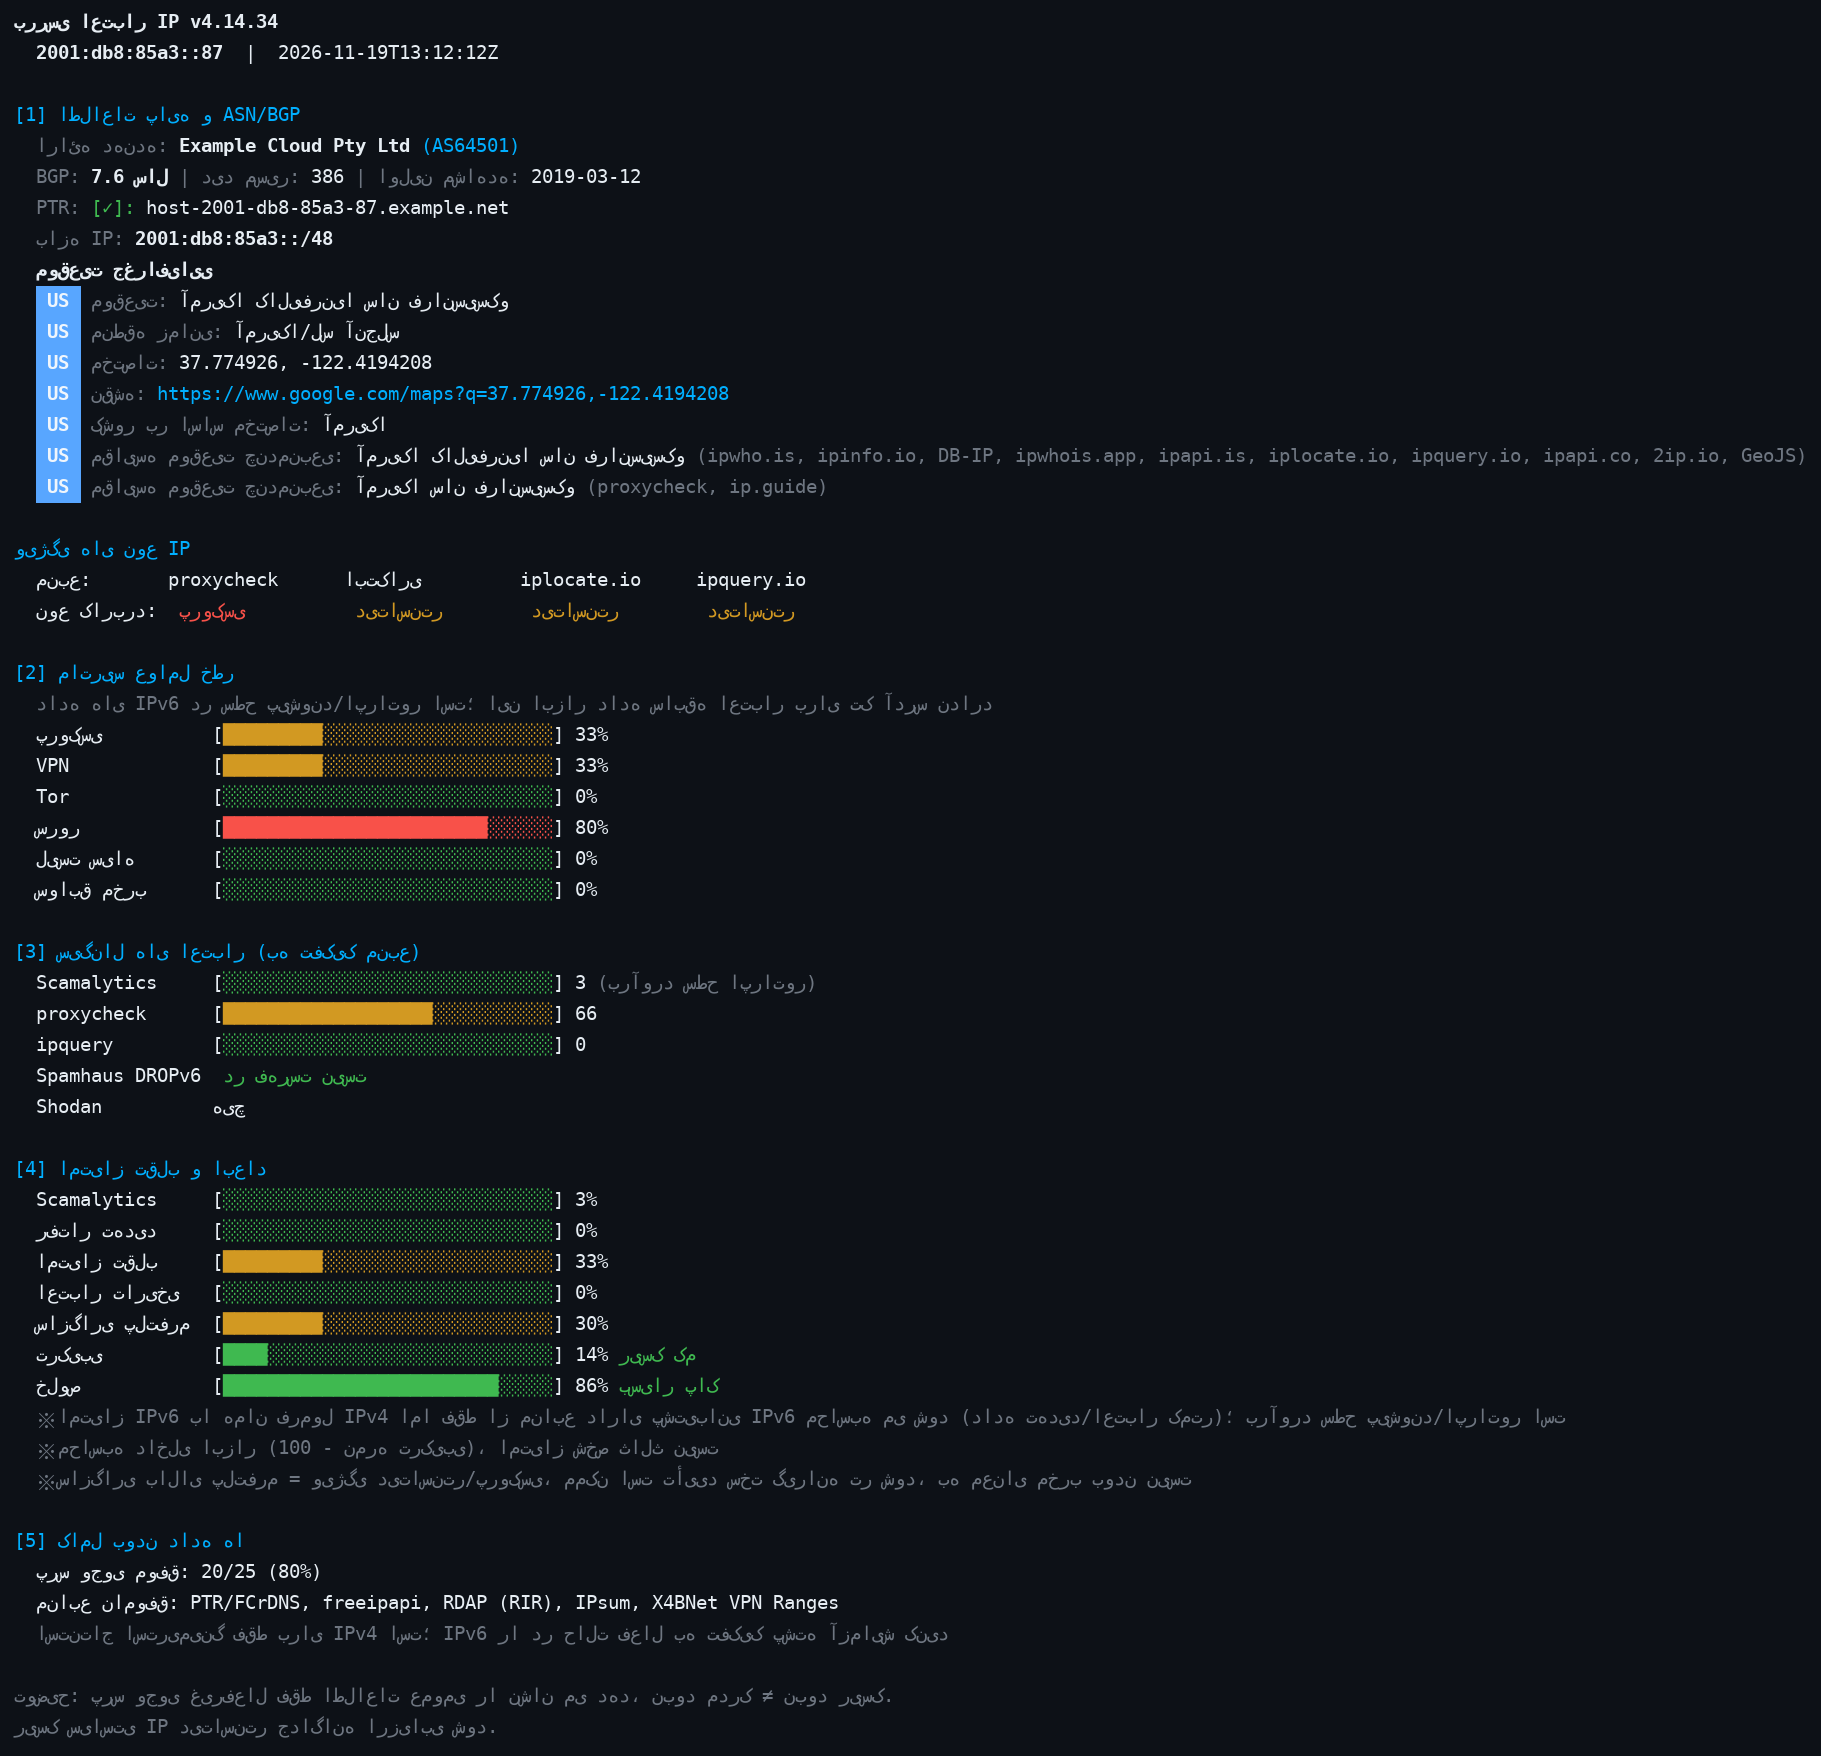 بررسی اعتبار IP v4.14.34
2001:db8:85a3::87 | 2026-11-19T13:12:12Z
[1] اطلاعات پایه و ASN/BGP
ارائه دهنده: Example Cloud Pty Ltd (AS64501)
BGP: 7.6 سال | دید مسیر: 386 | اولین مشاهده: 2019-03-12
PTR: [✓]: host-2001-db8-85a3-87.example.net
بازه IP: 2001:db8:85a3::/48
موقعیت جغرافیایی
US موقعیت: آمریکا کالیفرنیا سان فرانسیسکو
US منطقه زمانی: آمریکا/لس آنجلس
US مختصات: 37.774926, -122.4194208
US نقشه: https://www.google.com/maps?q=37.774926,-122.4194208
US کشور بر اساس مختصات: آمریکا
US مقایسه موقعیت چندمنبعی: آمریکا کالیفرنیا سان فرانسیسکو (ipwho.is, ipinfo.io, DB-IP, ipwhois.app, ipapi.is, iplocate.io, ipquery.io, ipapi.co, 2ip.io, GeoJS)
US مقایسه موقعیت چندمنبعی: آمریکا سان فرانسیسکو (proxycheck, ip.guide)
ویژگی های نوع IP
منبع: proxycheck ابتکاری iplocate.io ipquery.io
نوع کاربرد: پروکسی دیتاسنتر دیتاسنتر دیتاسنتر
[2] ماتریس عوامل خطر
داده های IPv6 در سطح پیشوند/اپراتور است؛ این ابزار داده سابقه اعتبار برای تک آدرس ندارد
پروکسی [] 33%
VPN [] 33%
Tor [] 0%
سرور [] 80%
لیست سیاه [] 0%
سوابق مخرب [] 0%
[3] سیگنال های اعتبار (به تفکیک منبع)
Scamalytics [] 3 (برآورد سطح اپراتور)
proxycheck [] 66
ipquery [] 0
Spamhaus DROPv6 در فهرست نیست
Shodan هیچ
[4] امتیاز تقلب و ابعاد
Scamalytics [] 3%
رفتار تهدید [] 0%
امتیاز تقلب [] 33%
اعتبار تاریخی [] 0%
سازگاری پلتفرم [] 30%
ترکیبی [] 14% ریسک کم
خلوص [] 86% بسیار پاک
※امتیاز IPv6 با همان فرمول IPv4 اما فقط از منابع دارای پشتیبانی IPv6 محاسبه می شود (داده تهدید/اعتبار کمتر)؛ برآورد سطح پیشوند/اپراتور است
※محاسبه داخلی ابزار (100 - نمره ترکیبی)، امتیاز شخص ثالث نیست
※سازگاری بالای پلتفرم = ویژگی دیتاسنتر/پروکسی، ممکن است تأیید سخت گیرانه تر شود، به معنای مخرب بودن نیست
[5] کامل بودن داده ها
پرس وجوی موفق: 20/25 (80%)
منابع ناموفق: PTR/FCrDNS, freeipapi, RDAP (RIR), IPsum, X4BNet VPN Ranges
استنتاج استریمینگ فقط برای IPv4 است؛ IPv6 را در حالت فعال به تفکیک پشته آزمایش کنید
توضیح: پرس وجوی غیرفعال فقط اطلاعات عمومی را نشان می دهد، نبود مدرک ≠ نبود ریسک.
ریسک سیاستی IP دیتاسنتر جداگانه ارزیابی شود.